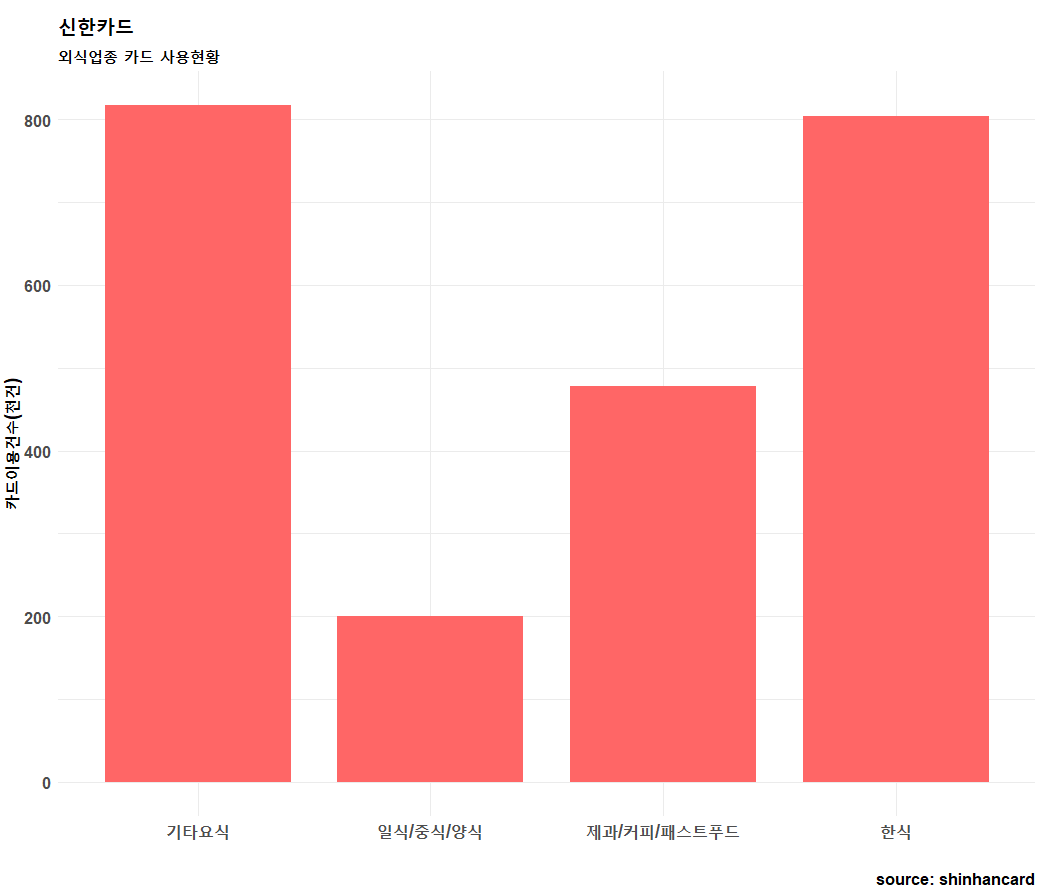 신한카드
외식업종 카드 사용현황
카드이용건수(천건)
800
600
400
200
0
기타요식
일식/중식/양식
제과/커피/패스트푸드
한식
source: shinhancard